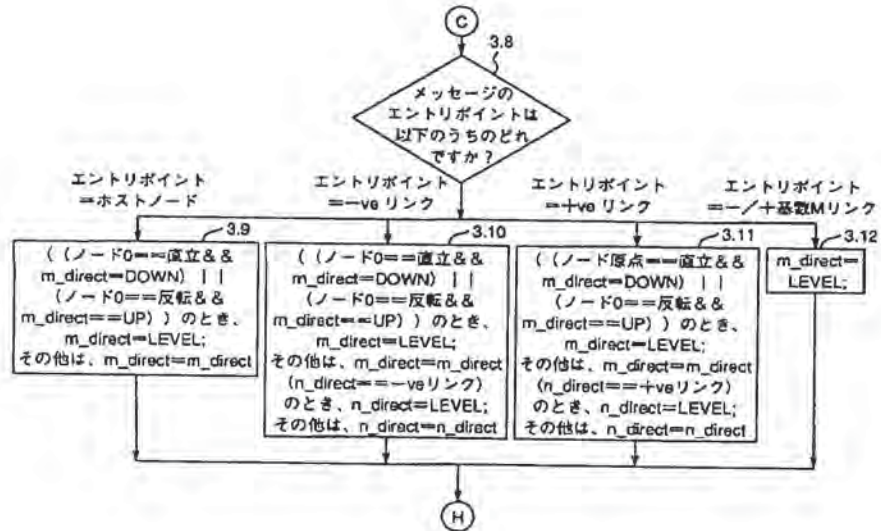 C
3.8
メッセージの
エントリポイントは
以下のうちのどれ
ですか？
エントリポイント
＝ホストノード
エントリポイント
＝－ve リンク
エントリポイント
＝＋ve リンク
エントリポイント
＝－／＋基数Mリンク
3.9
（（ノード0＝＝直立＆＆
m_direct＝DOWN）｜｜
（ノード0＝＝反転＆＆
m_direct＝＝UP））のとき、
m_direct＝LEVEL;
その他は、m_direct＝m_direct
3.10
（（ノード0＝＝直立＆＆
m_direct＝DOWN）｜｜
（ノード0＝＝反転＆＆
m_direct＝＝UP））のとき、
m_direct＝LEVEL;
その他は、m_direct＝m_direct
（n_direct＝＝－veリンク）
のとき、n_direct＝LEVEL;
その他は、n_direct＝n_direct
3.11
（（ノード原点＝＝直立＆＆
m_direct＝DOWN）｜｜
（ノード0＝＝反転＆＆
m_direct＝＝UP））のとき、
m_direct＝LEVEL;
その他は、m_direct＝m_direct
（n_direct＝＝＋veリンク）
のとき、n_direct＝LEVEL;
その他は、n_direct＝n_direct
3.12
m_direct＝
LEVEL;
H